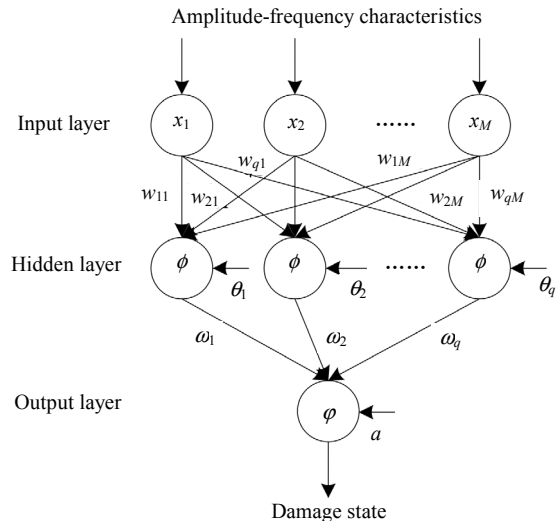 Amplitude-frequency characteristics
Input layer x1 x2 ...... xM
wq1 w1M
w11 w21 w2M wqM
Hidden layer ϕ ϕ ...... ϕ
θ1 θ2 θq
ω1 ω2 ωq
Output layer φ
a
Damage state